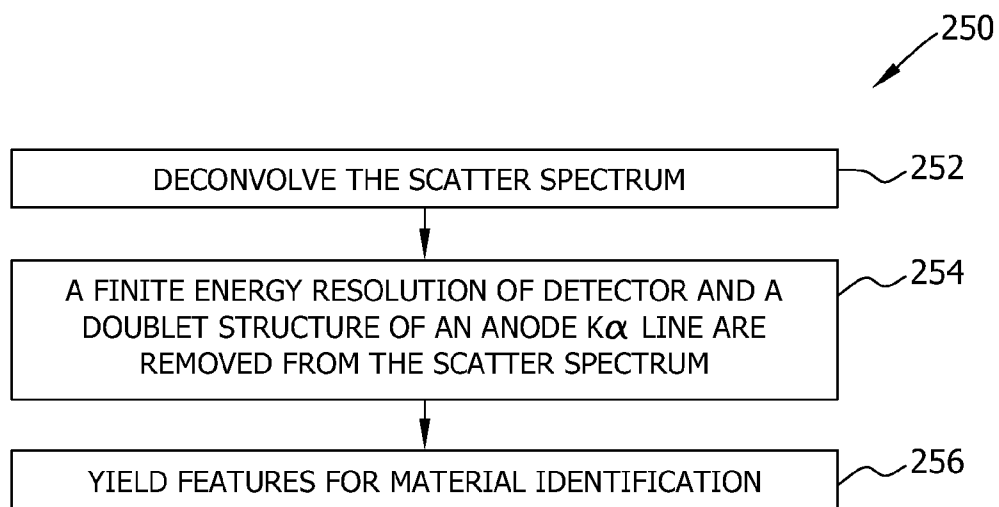 250
DECONVOLVE THE SCATTER SPECTRUM
252
A FINITE ENERGY RESOLUTION OF DETECTOR AND A
DOUBLET STRUCTURE OF AN ANODE Kα LINE ARE
REMOVED FROM THE SCATTER SPECTRUM
254
YIELD FEATURES FOR MATERIAL IDENTIFICATION
256